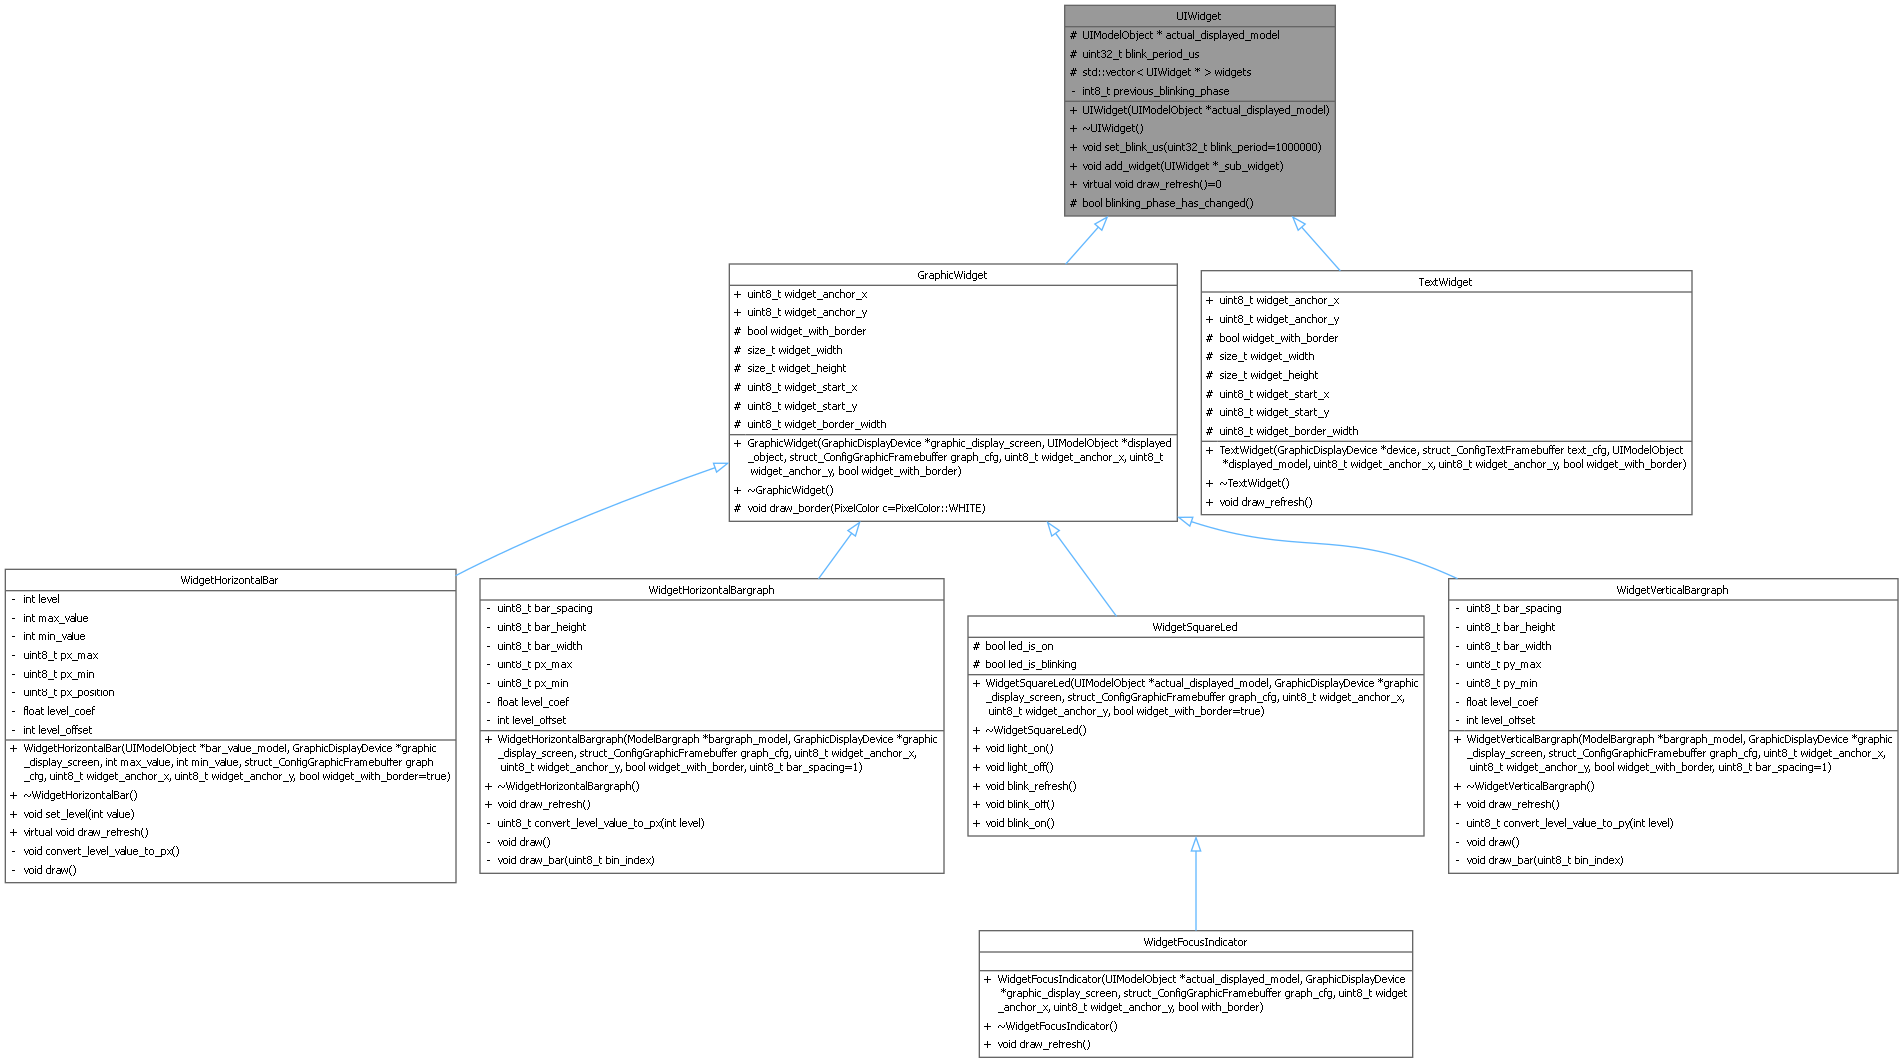 UIWidget
# UIModelObject * actual_displayed_model
# uint32_t blink_period_us
# std::vector< UIWidget * > widgets
- int8_t previous_blinking_phase
+ UIWidget(UIModelObject *actual_displayed_model)
+ ~UIWidget()
+ void set_blink_us(uint32_t blink_period=1000000)
+ void add_widget(UIWidget *_sub_widget)
+ virtual void draw_refresh()=0
# bool blinking_phase_has_changed()
GraphicWidget
+ uint8_t widget_anchor_x
+ uint8_t widget_anchor_y
# bool widget_with_border
# size_t widget_width
# size_t widget_height
# uint8_t widget_start_x
# uint8_t widget_start_y
# uint8_t widget_border_width
+ GraphicWidget(GraphicDisplayDevice *graphic_display_screen, UIModelObject *displayed
_object, struct_ConfigGraphicFramebuffer graph_cfg, uint8_t widget_anchor_x, uint8_t
widget_anchor_y, bool widget_with_border)
+ ~GraphicWidget()
# void draw_border(PixelColor c=PixelColor::WHITE)
TextWidget
+ uint8_t widget_anchor_x
+ uint8_t widget_anchor_y
# bool widget_with_border
# size_t widget_width
# size_t widget_height
# uint8_t widget_start_x
# uint8_t widget_start_y
# uint8_t widget_border_width
+ TextWidget(GraphicDisplayDevice *device, struct_ConfigTextFramebuffer text_cfg, UIModelObject
*displayed_model, uint8_t widget_anchor_x, uint8_t widget_anchor_y, bool widget_with_border)
+ ~TextWidget()
+ void draw_refresh()
WidgetHorizontalBar
- int level
- int max_value
- int min_value
- uint8_t px_max
- uint8_t px_min
- uint8_t px_position
- float level_coef
- int level_offset
+ WidgetHorizontalBar(UIModelObject *bar_value_model, GraphicDisplayDevice *graphic
_display_screen, int max_value, int min_value, struct_ConfigGraphicFramebuffer graph
_cfg, uint8_t widget_anchor_x, uint8_t widget_anchor_y, bool widget_with_border=true)
+ ~WidgetHorizontalBar()
+ void set_level(int value)
+ virtual void draw_refresh()
- void convert_level_value_to_px()
- void draw()
WidgetHorizontalBargraph
- uint8_t bar_spacing
- uint8_t bar_height
- uint8_t bar_width
- uint8_t px_max
- uint8_t px_min
- float level_coef
- int level_offset
+ WidgetHorizontalBargraph(ModelBargraph *bargraph_model, GraphicDisplayDevice *graphic
_display_screen, struct_ConfigGraphicFramebuffer graph_cfg, uint8_t widget_anchor_x,
uint8_t widget_anchor_y, bool widget_with_border, uint8_t bar_spacing=1)
+ ~WidgetHorizontalBargraph()
+ void draw_refresh()
- uint8_t convert_level_value_to_px(int level)
- void draw()
- void draw_bar(uint8_t bin_index)
WidgetSquareLed
# bool led_is_on
# bool led_is_blinking
+ WidgetSquareLed(UIModelObject *actual_displayed_model, GraphicDisplayDevice *graphic
_display_screen, struct_ConfigGraphicFramebuffer graph_cfg, uint8_t widget_anchor_x,
uint8_t widget_anchor_y, bool widget_with_border=true)
+ ~WidgetSquareLed()
+ void light_on()
+ void light_off()
+ void blink_refresh()
+ void blink_off()
+ void blink_on()
WidgetVerticalBargraph
- uint8_t bar_spacing
- uint8_t bar_height
- uint8_t bar_width
- uint8_t py_max
- uint8_t py_min
- float level_coef
- int level_offset
+ WidgetVerticalBargraph(ModelBargraph *bargraph_model, GraphicDisplayDevice *graphic
_display_screen, struct_ConfigGraphicFramebuffer graph_cfg, uint8_t widget_anchor_x,
uint8_t widget_anchor_y, bool widget_with_border, uint8_t bar_spacing=1)
+ ~WidgetVerticalBargraph()
+ void draw_refresh()
- uint8_t convert_level_value_to_py(int level)
- void draw()
- void draw_bar(uint8_t bin_index)
WidgetFocusIndicator
+ WidgetFocusIndicator(UIModelObject *actual_displayed_model, GraphicDisplayDevice
*graphic_display_screen, struct_ConfigGraphicFramebuffer graph_cfg, uint8_t widget
_anchor_x, uint8_t widget_anchor_y, bool with_border)
+ ~WidgetFocusIndicator()
+ void draw_refresh()